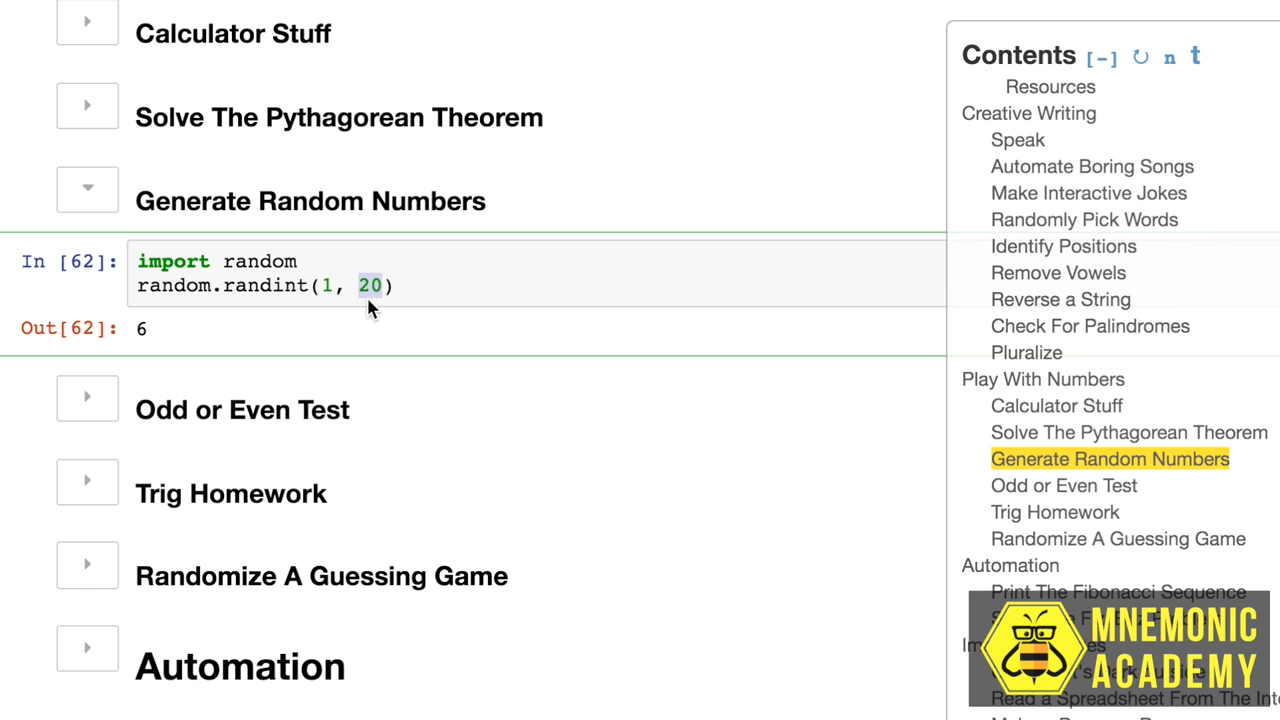 Calculator Stuff
Solve The Pythagorean Theorem
Generate Random Numbers
In [62]:
import random
random.randint(1, 20)
Out[62]:
6
Odd or Even Test
Trig Homework
Randomize A Guessing Game
Automation
Contents [-] n t
Resources
Creative Writing
Speak
Automate Boring Songs
Make Interactive Jokes
Randomly Pick Words
Identify Positions
Remove Vowels
Reverse a String
Check For Palindromes
Pluralize
Play With Numbers
Calculator Stuff
Solve The Pythagorean Theorem
Generate Random Numbers
Odd or Even Test
Trig Homework
Randomize A Guessing Game
Automation
Print The Fibonacci Sequence
Read a Spreadsheet From The
MNEMONIC
ACADEMY